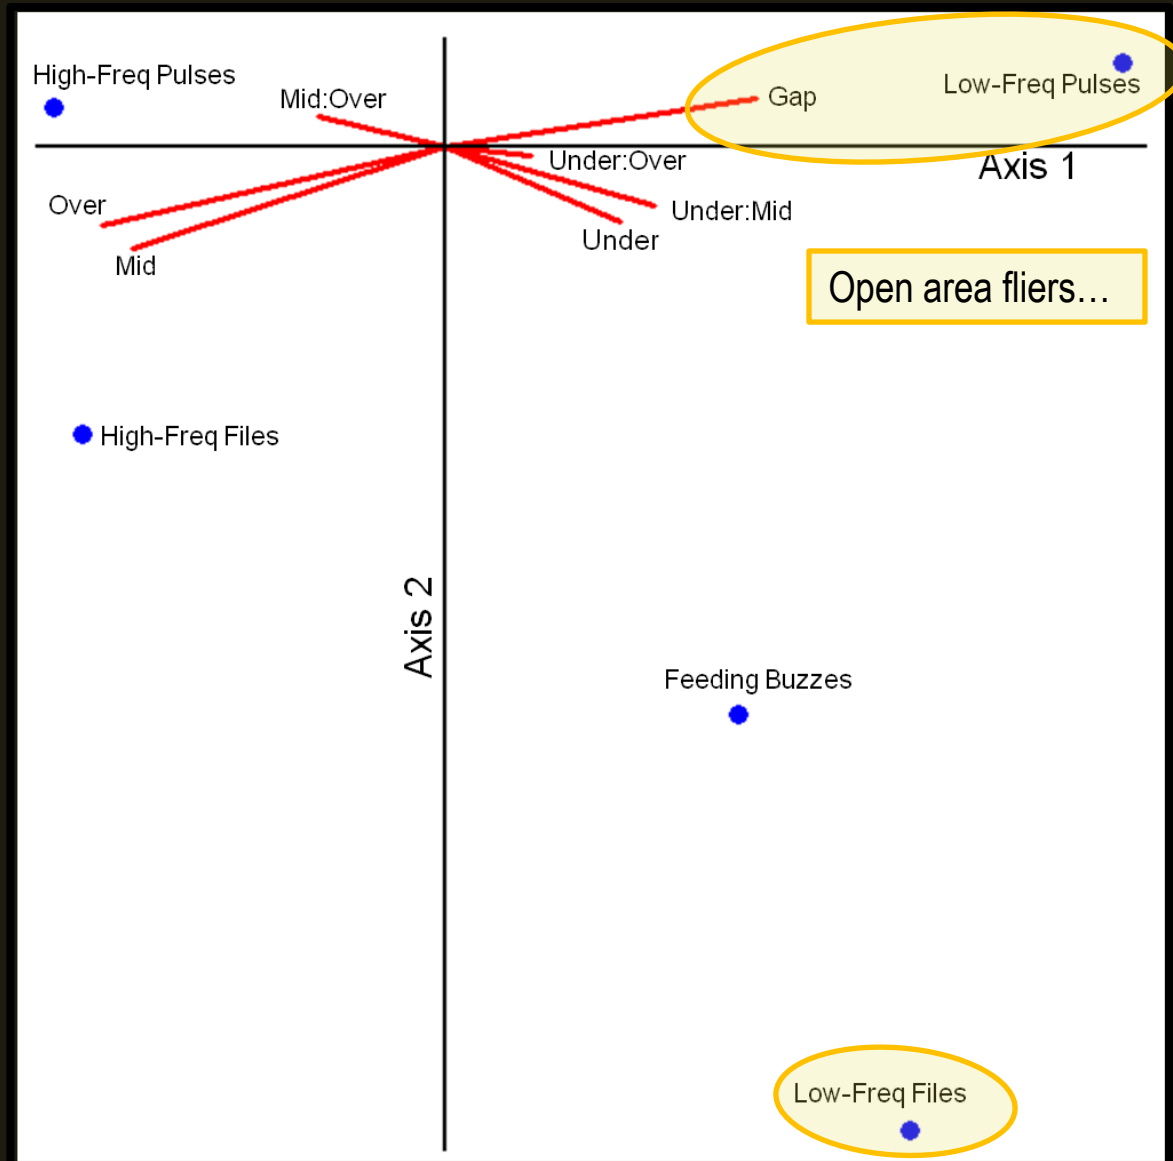 High-Freq Pulses
Mid:Over
Gap
Low-Freq Pulses
Under:Over
Axis 1
Over
Under:Mid
Mid
Under
Open area fliers…
High-Freq Files
Axis 2
Feeding Buzzes
Low-Freq Files